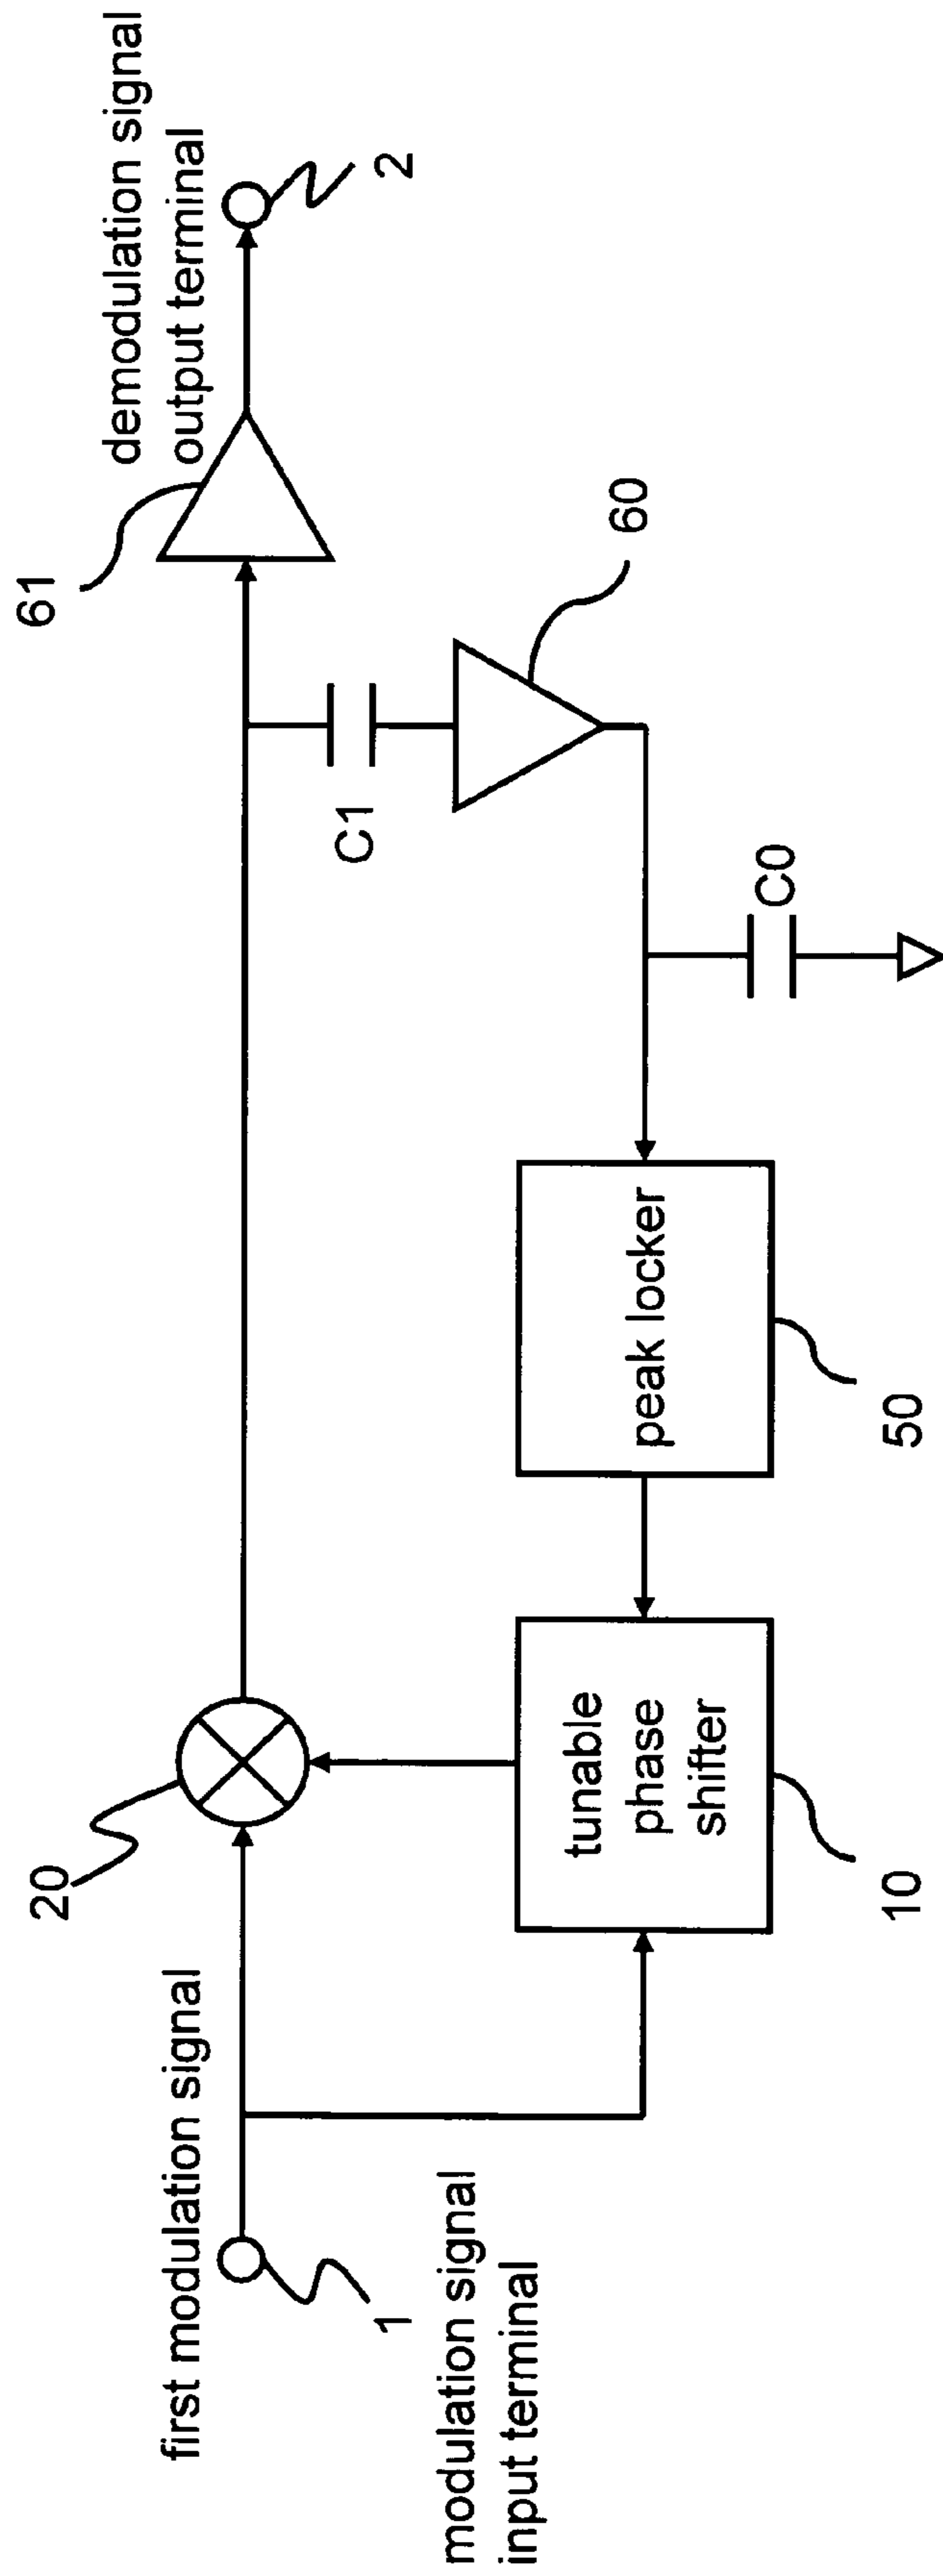 first modulation signal
1
modulation signal
input terminal
20
tunable
phase
shifter
10
peak locker
50
C0
C1
60
61
demodulation signal
output terminal
2